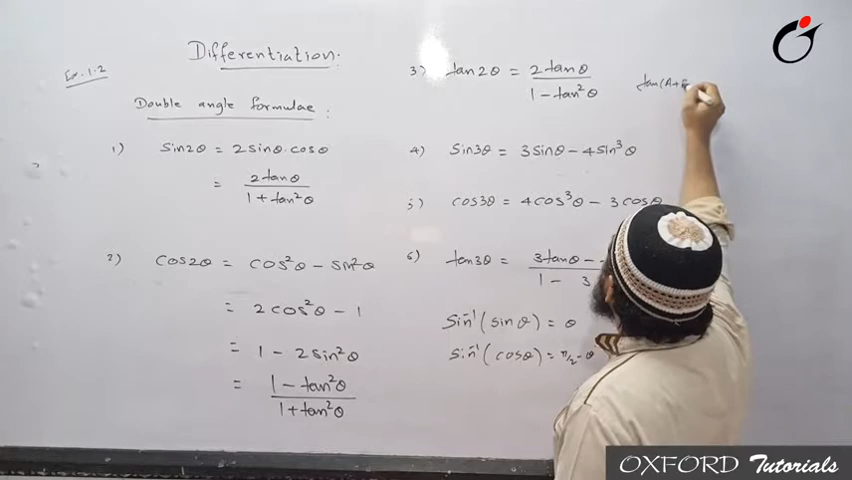 Differentiation.
Ex. 1.2
Double angle formulae :
1) sin2θ = 2sinθ.cosθ
= 2tanθ / 1 + tan²θ
2) cos2θ = cos²θ - sin²θ
= 2cos²θ - 1
= 1 - 2sin²θ
= 1 - tan²θ / 1 + tan²θ
3) tan2θ = 2tanθ / 1 - tan²θ
tan(A+
4) sin3θ = 3sinθ - 4sin³θ
5) cos3θ = 4cos³θ - 3cosθ
6) tan3θ = 3tanθ - / 1 - 3
sin⁻¹(sinθ) = θ
sin⁻¹(cosθ) = π/2 - θ
OXFORD Tutorials